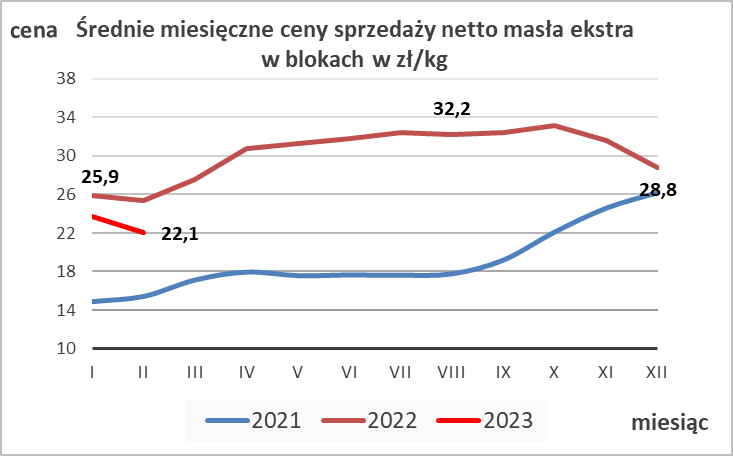 cena Średnie miesięczne ceny sprzedaży netto masła ekstra
w blokach w zł/kg
38
34
32,2
30
25,9
26
28,8
22
22,1
18
14
10
I II III IV V VI VII VIII IX X XI XII
2021 2022 2023
miesiąc